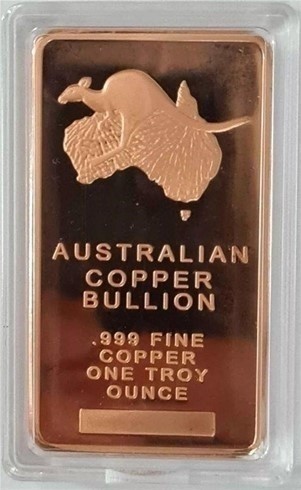 AUSTRALIAN
COPPER
BULLION
.999 FINE
COPPER
ONE TROY
OUNCE